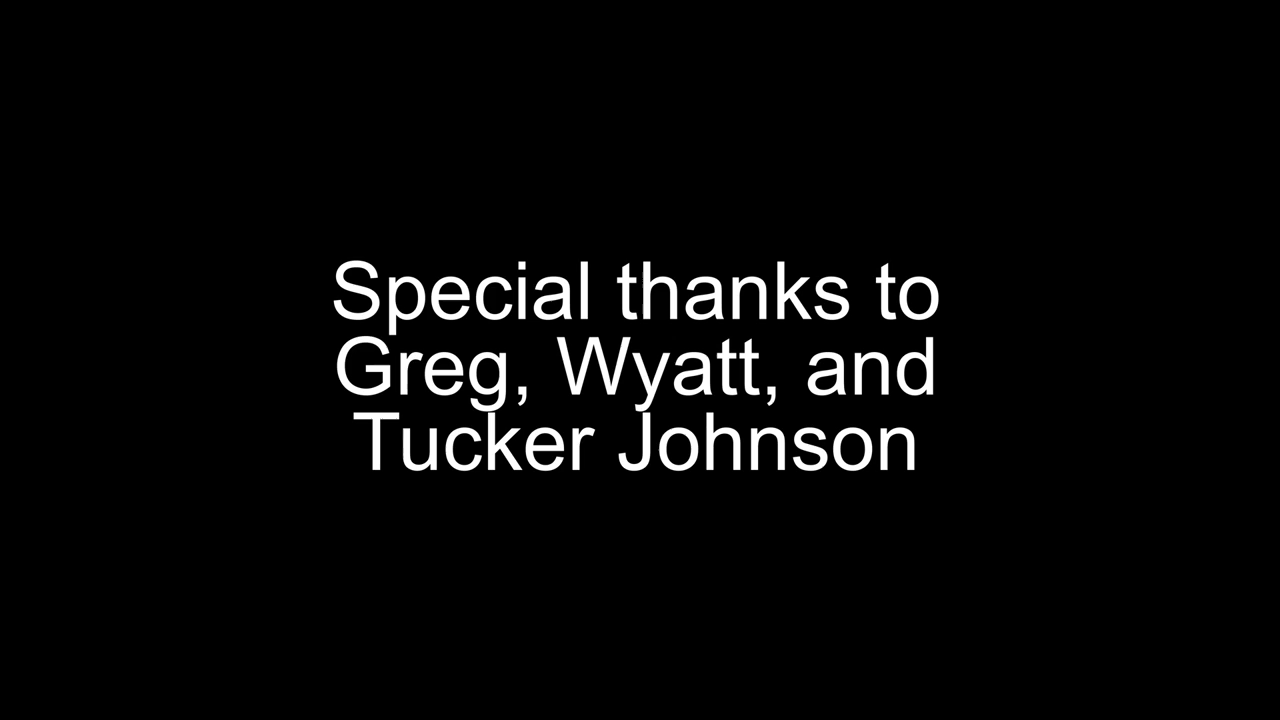 Special thanks to
Greg, Wyatt, and
Tucker Johnson